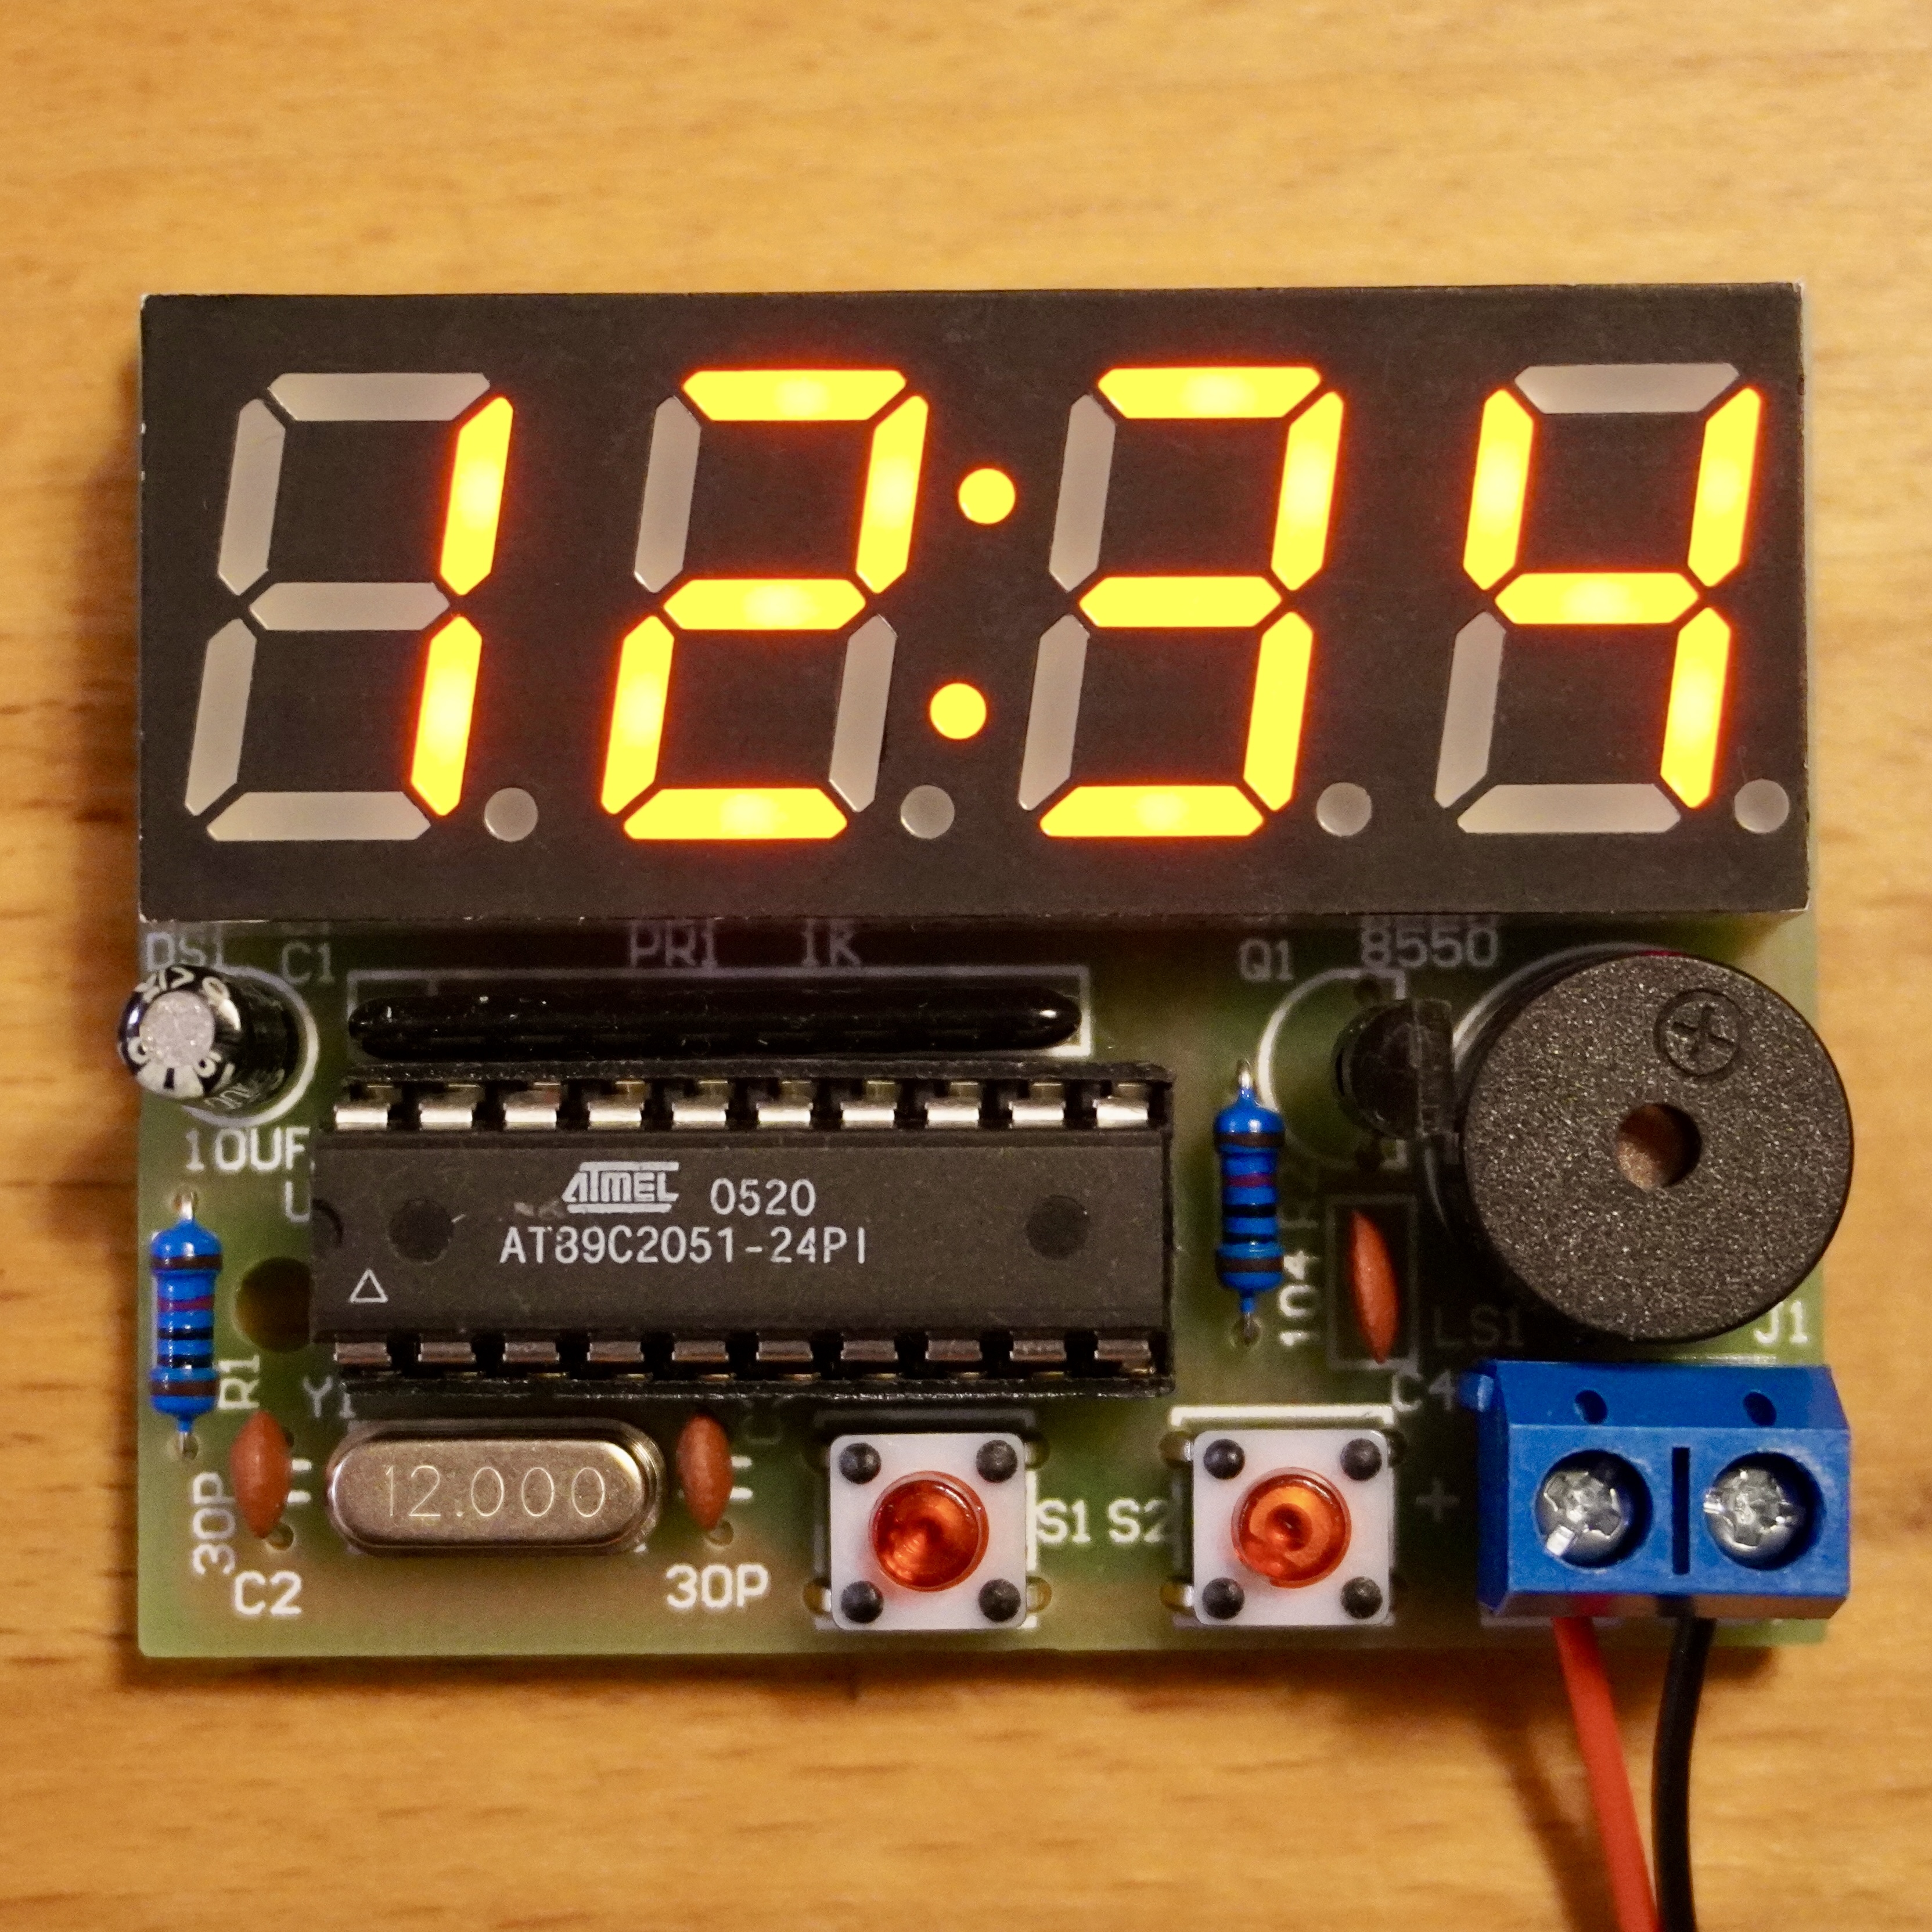 12:34
C1
PR1 1K
Q1
8550
10UF
ATMEL 0520
AT89C2051-24PI
104
LS1
J1
R1
Y1
C4
12.000
30P
S1 S2
+
C2
30P